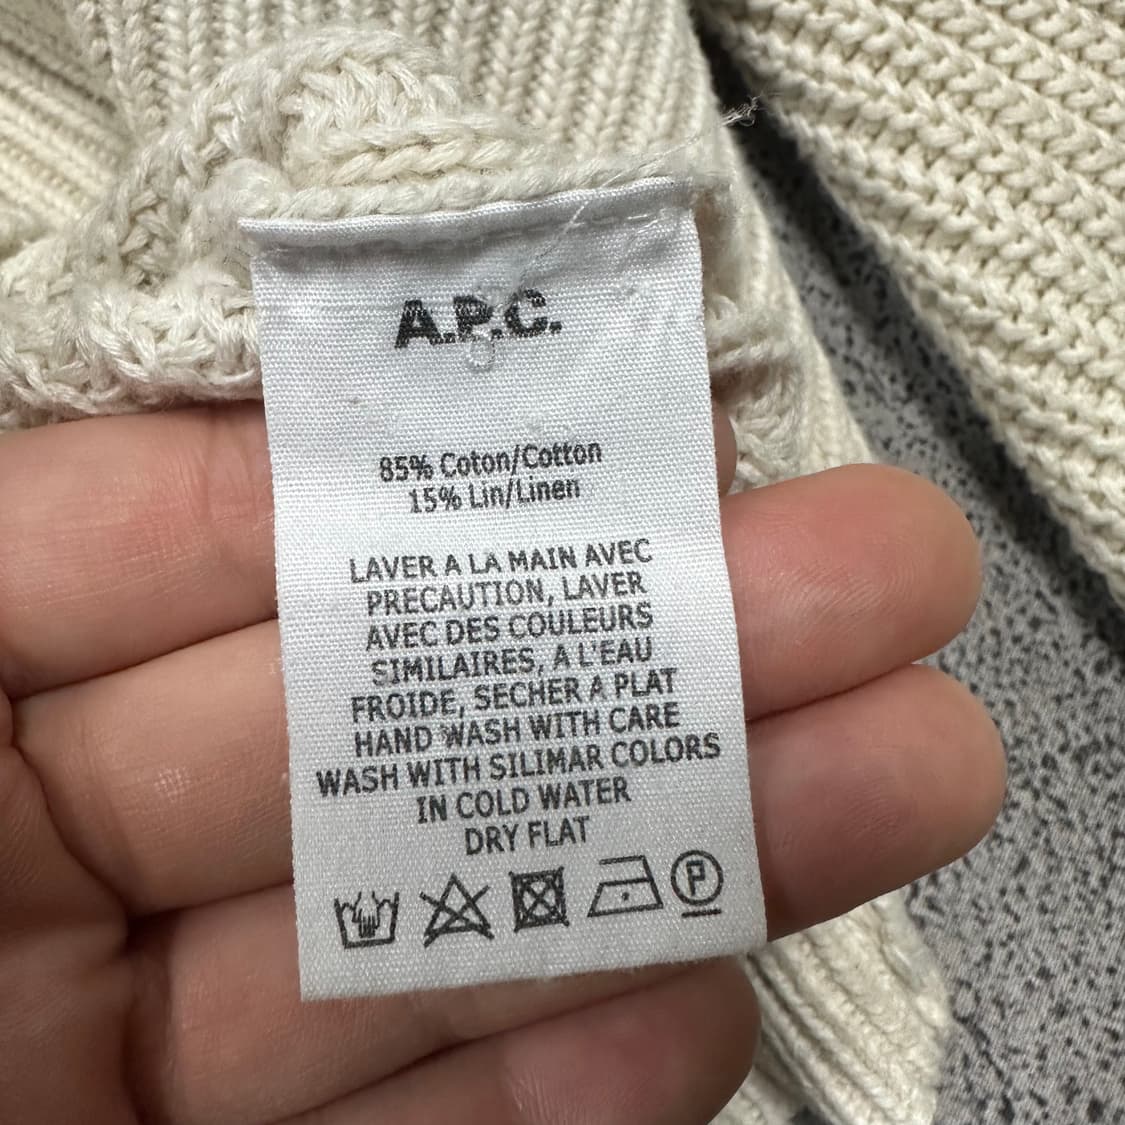 A.P.C.
85% Coton/Cotton
15% Lin/Linen
LAVER A LA MAIN AVEC
PRECAUTION, LAVER
AVEC DES COULEURS
SIMILAIRES, A L'EAU
FROIDE, SECHER A PLAT
HAND WASH WITH CARE
WASH WITH SILIMAR COLORS
IN COLD WATER
DRY FLAT
P